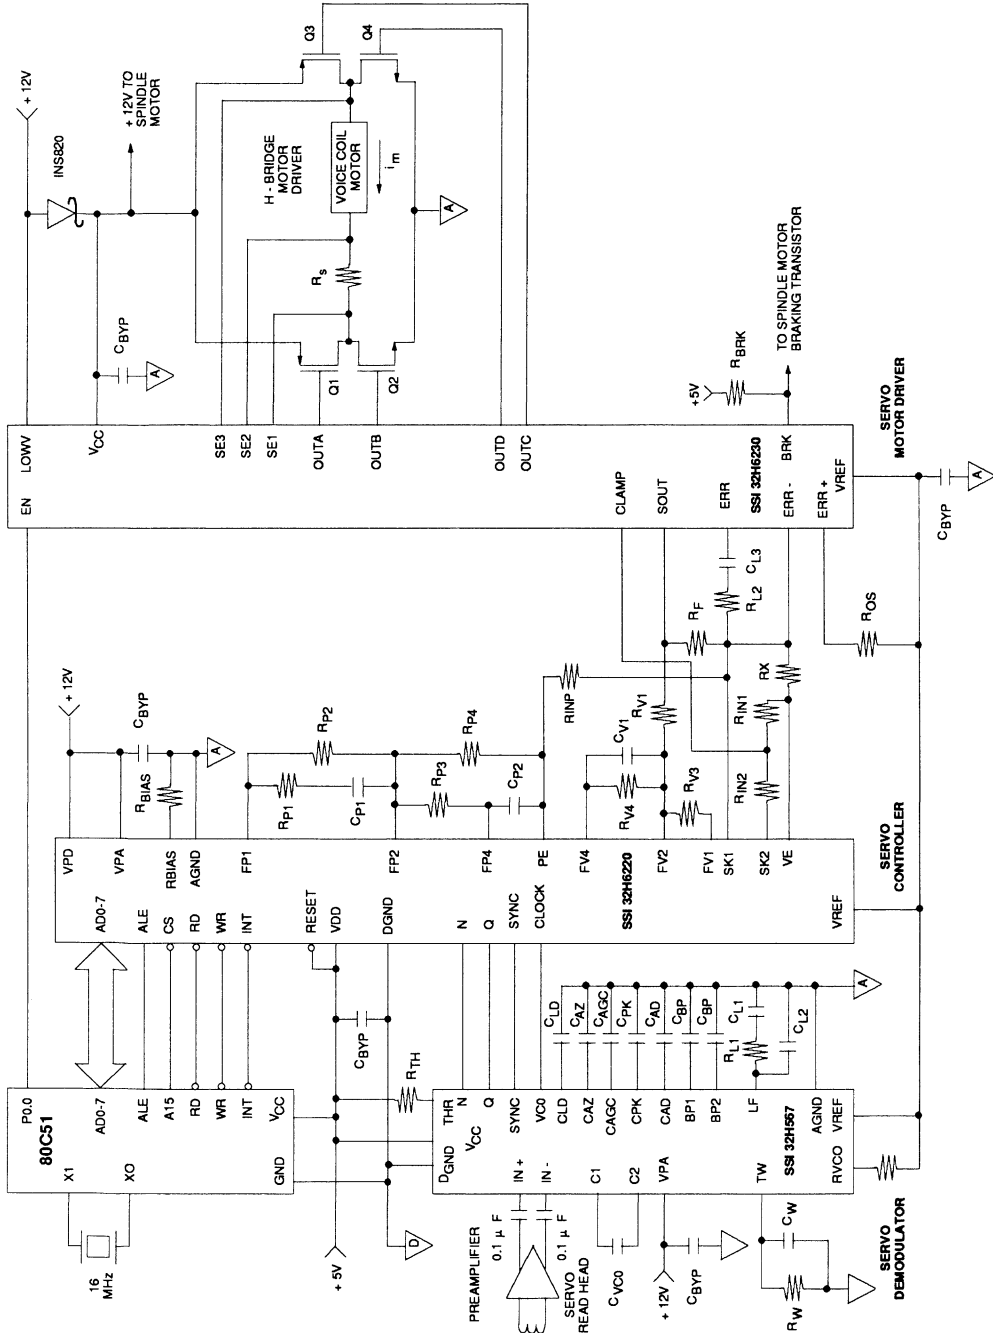 16
MHz
X1
XO
80C51
P0.0
AD0-7
ALE
A15
RD
WR
INT
VCC
GND
+ 5V
D
CBYP
RTH
+ 12V
VPD
VPA
CBYP
RBIAS
A
AD0-7
ALE
CS
RD
WR
INT
RBIAS
AGND
RESET
VDD
DGND
FP1
FP2
FP4
PE
N
Q
SYNC
CLOCK
FV4
FV2
FV1
SK1
SK2
VE
VREF
SSI 32H6220
SERVO
CONTROLLER
RP1
RP2
CP1
RP3
RP4
CP2
RINP
RV4
CV1
RV1
RV3
RIN2
RIN1
RX
RF
RL2
CL3
ROS
EN
LOWV
VCC
SE3
SE2
SE1
OUTA
OUTB
OUTD
OUTC
CLAMP
SOUT
ERR
SSI 32H6230
ERR -
BRK
ERR +
VREF
SERVO
MOTOR DRIVER
CBYP
A
+ 12V
INS820
+ 12V TO
SPINDLE
MOTOR
CBYP
A
H - BRIDGE
MOTOR
DRIVER
VOICE COIL
MOTOR
im
Rs
Q1
Q2
Q3
Q4
A
+5V
RBRK
TO SPINDLE MOTOR
BRAKING TRANSISTOR
PREAMPLIFIER
0.1 µ F
0.1 µ F
SERVO
READ HEAD
CVC0
+ 12V
CBYP
RW
CW
DGND
VCC
THR
IN +
IN -
C1
C2
VPA
TW
RVCO
N
Q
SYNC
VC0
CLD
CAZ
CAGC
CPK
CAD
BP1
BP2
LF
AGND
VREF
SSI 32H567
SERVO
DEMODULATOR
CLD
CAZ
CAGC
CPK
CAD
CBP
CBP
RL1
CL1
CL2
A